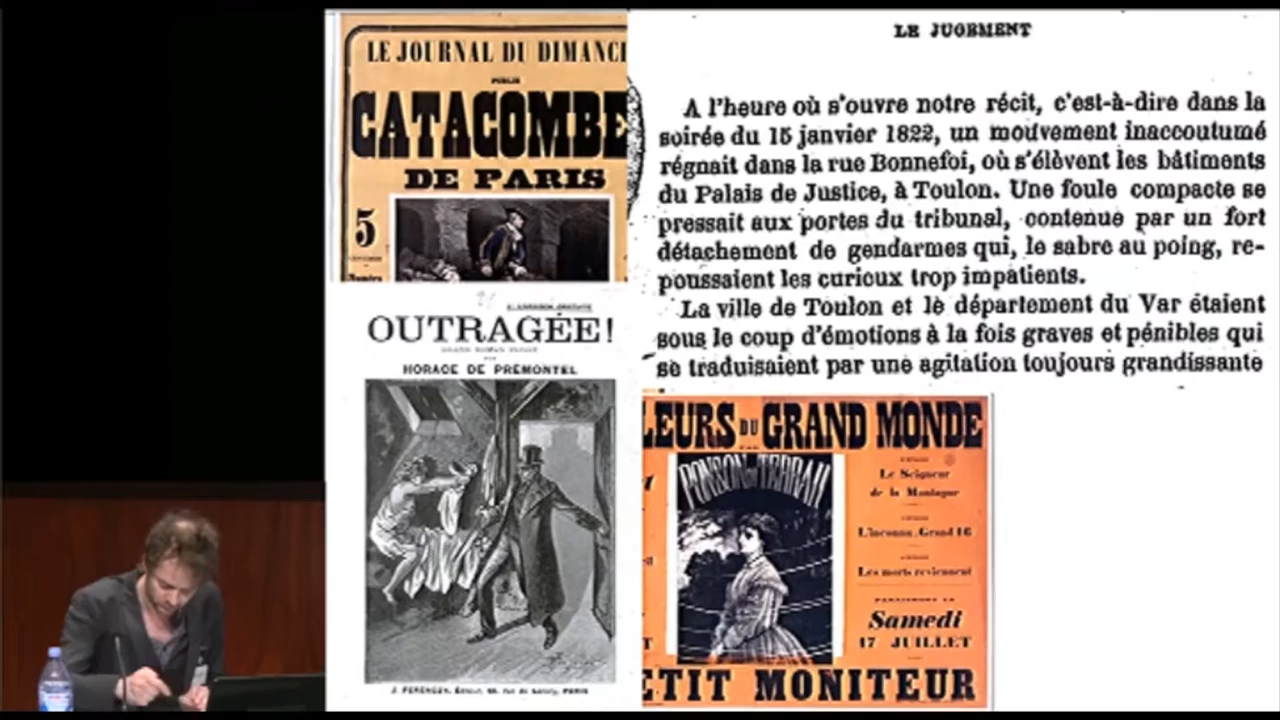 LE JOURNAL DU DIMANC
PUBLIE
CATACOMBE
DE PARIS
5
OUTRAGÉE!
HORACE DE PREMONTEL
J. FERENCZI, Éditeur, PARIS
LE JUGEMENT
A l'heure où s'ouvre notre récit, c'est-à-dire dans la
soirée du 15 janvier 1822, un mouvement inaccoutumé
régnait dans la rue Bonnefoi, où s'élèvent les bâtiments
du Palais de Justice, à Toulon. Une foule compacte se
pressait aux portes du tribunal, contenue par un fort
détachement de gendarmes qui, le sabre au poing, re-
poussaient les curieux trop impatients.
La ville de Toulon et le département du Var étaient
sous le coup d'émotions à la fois graves et pénibles qui
se traduisaient par une agitation toujours grandissante
LEURS DU GRAND MONDE
PONSON DU TERRAIL
Le Seigneur
de la Montagne
L'inconnu, Grand 16
Les morts reviennent
Samedi
17 JUILLET
ETIT MONITEUR